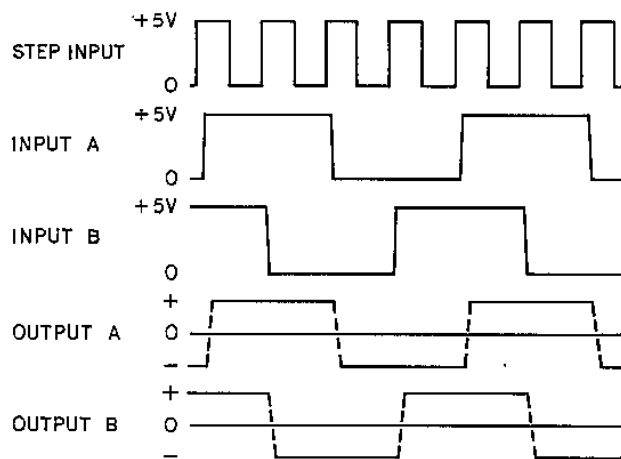 +5V
STEP INPUT
0
+5V
INPUT A
0
+5V
INPUT B
0
+
OUTPUT A 0
-
+
OUTPUT B 0
-